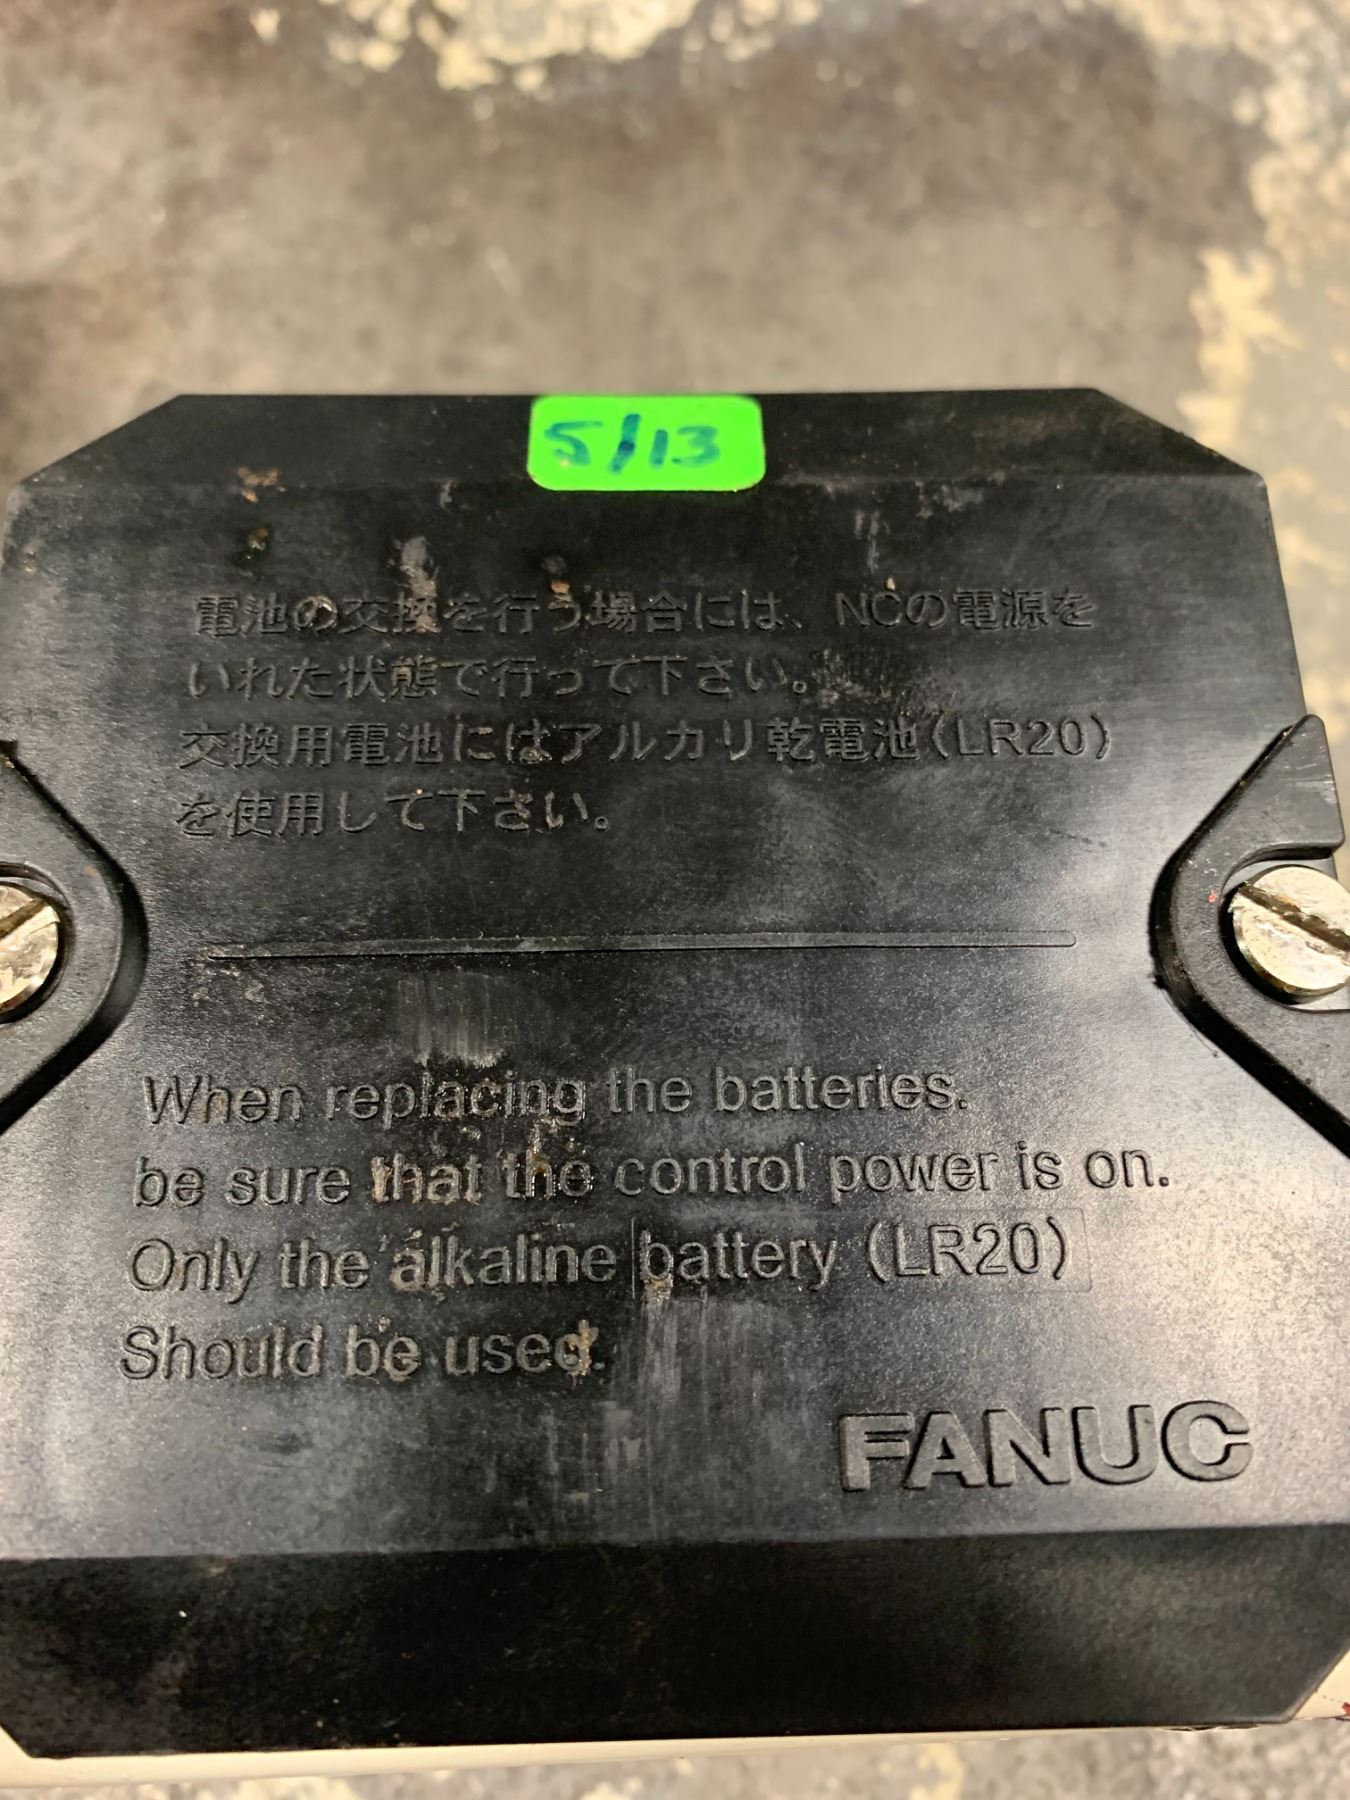 5/13
電池の交換を行う場合には、NCの電源を
いれた状態で行って下さい。
交換用電池にはアルカリ乾電池(LR20)
を使用して下さい。
When replacing the batteries.
be sure that the control power is on.
Only the alkaline battery (LR20)
Should be used.
FANUC